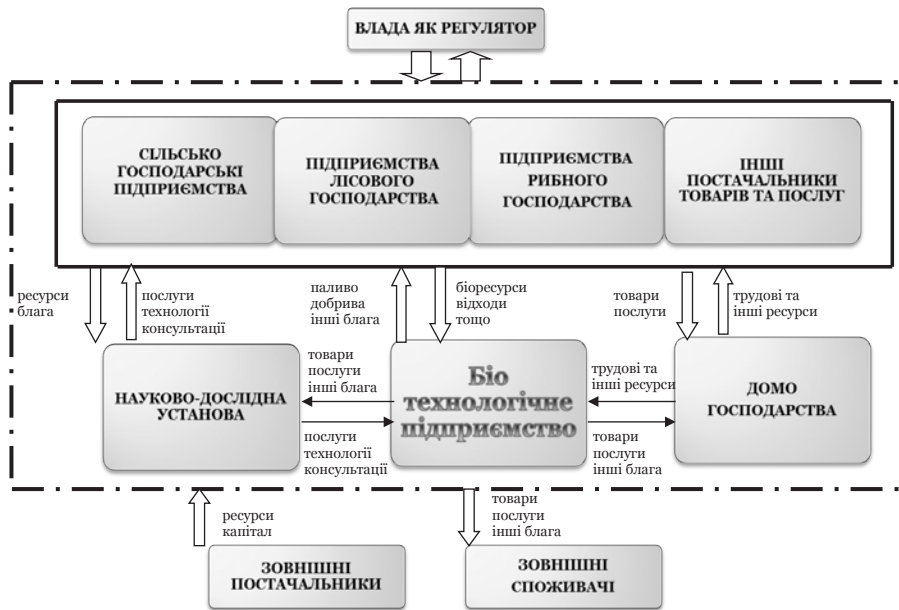 ВЛАДА ЯК РЕГУЛЯТОР
СІЛЬСЬКО
ГОСПОДАРСЬКІ
ПІДПРИЄМСТВА
ПІДПРИЄМСТВА
ЛІСОВОГО
ГОСПОДАРСТВА
ПІДПРИЄМСТВА
РИБНОГО
ГОСПОДАРСТВА
ІНШІ
ПОСТАЧАЛЬНИКИ
ТОВАРІВ ТА ПОСЛУГ
ресурси
блага
послуги
технології
консультації
паливо
добрива
інші блага
біоресурси
відходи
тощо
товари
послуги
трудові та
інші ресурси
НАУКОВО-ДОСЛІДНА
УСТАНОВА
товари
послуги
інші блага
послуги
технології
консультації
Біо
технологічне
підприємство
трудові та
інші ресурси
товари
послуги
інші блага
ДОМО
ГОСПОДАРСТВА
ресурси
капітал
товари
послуги
інші блага
ЗОВНІШНІ
ПОСТАЧАЛЬНИКИ
ЗОВНІШНІ
СПОЖИВАЧІ